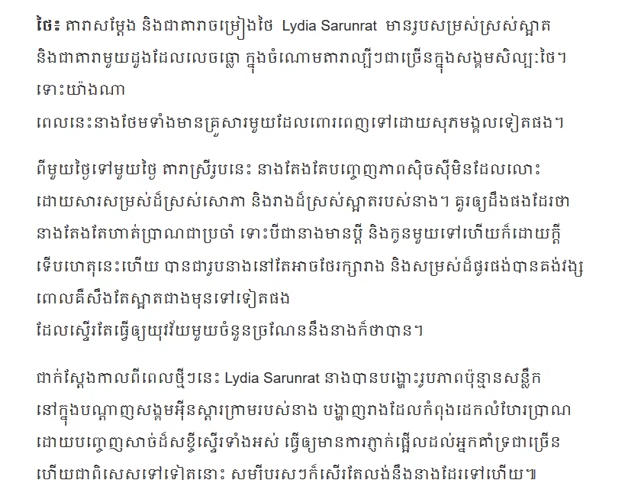 ថៃ៖ តារាសម្ដែង និងជាតារាចម្រៀងថៃ Lydia Sarunrat មានរូបសម្រស់ស្រស់ស្អាត
និងជាតារាមួយដួងដែលលេចធ្លោ ក្នុងចំណោមតារាល្បីៗជាច្រើនក្នុងសង្គមសិល្បៈថៃ។
ទោះយ៉ាងណា
ពេលនេះនាងថែមទាំងមានគ្រួសារមួយដែលពោរពេញទៅដោយសុភមង្គលទៀតផង។
ពីមួយថ្ងៃទៅមួយថ្ងៃ តារាស្រីរូបនេះ នាងតែងតែបញ្ចេញភាពស៊ិចស៊ីមិនដែលលោះ
ដោយសារសម្រស់ដ៏ស្រស់សោភា និងរាងដ៏ស្រស់ស្អាតរបស់នាង។ គួរឲ្យដឹងផងដែរថា
នាងតែងតែហាត់ប្រាណជាប្រចាំ ទោះបីជានាងមានប្ដី និងកូនមួយទៅហើយក៏ដោយក្ដី
ទើបហេតុនេះហើយ បានជារូបនាងនៅតែអាចថែរក្សារាង និងសម្រស់ដ៏ផូរផង់បានគង់វង្ស
ពោលគឺសឹងតែស្អាតជាងមុនទៅទៀតផង
ដែលស្ទើរតែធ្វើឲ្យយុវវ័យមួយចំនួនច្រណែននឹងនាងក៏ថាបាន។
ជាក់ស្ដែងកាលពីពេលថ្មីៗនេះ Lydia Sarunrat នាងបានបង្ហោះរូបភាពប៉ុន្មានសន្លឹក
នៅក្នុងបណ្ដាញសង្គមអ៊ីនស្ដារក្រាមរបស់នាង បង្ហាញរាងដែលកំពុងដេកលំហែរប្រាណ
ដោយបញ្ចេញសាច់ដ៏សខ្ចីស្ទើរទាំងអស់ ធ្វើឲ្យមានការភ្ញាក់ផ្អើលដល់អ្នកគាំទ្រជាច្រើន
ហើយជាពិសេសទៅទៀតនោះ សម្បីបុរសៗក៏ស្ទើរតែលង់នឹងនាងដែរទៅហើយ៕